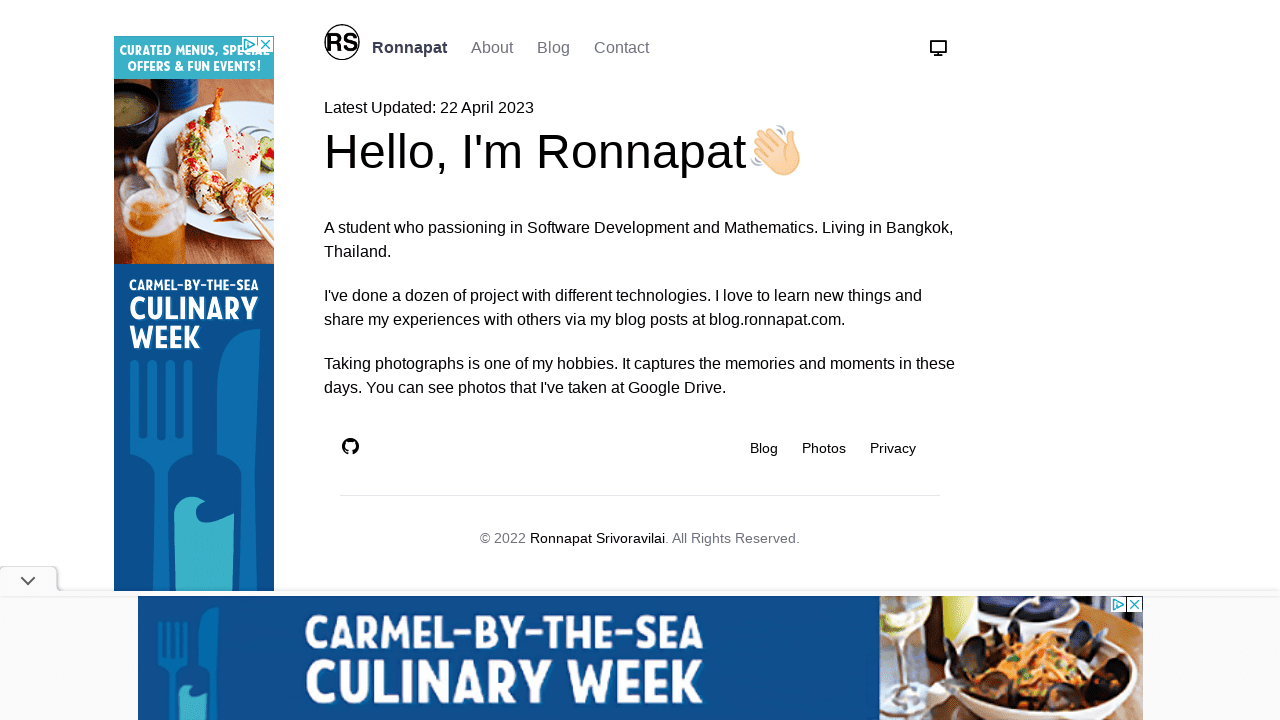 CURATED MENUS, SPECIAL
OFFERS & FUN EVENTS!
CARMEL-BY-THE-SEA
CULINARY
WEEK
RS
Ronnapat
About
Blog
Contact
Latest Updated: 22 April 2023
Hello, I'm Ronnapat
A student who passioning in Software Development and Mathematics. Living in Bangkok,
Thailand.
I've done a dozen of project with different technologies. I love to learn new things and
share my experiences with others via my blog posts at blog.ronnapat.com.
Taking photographs is one of my hobbies. It captures the memories and moments in these
days. You can see photos that I've taken at Google Drive.
Blog
Photos
Privacy
© 2022 Ronnapat Srivoravilai. All Rights Reserved.
CARMEL-BY-THE-SEA
CULINARY WEEK